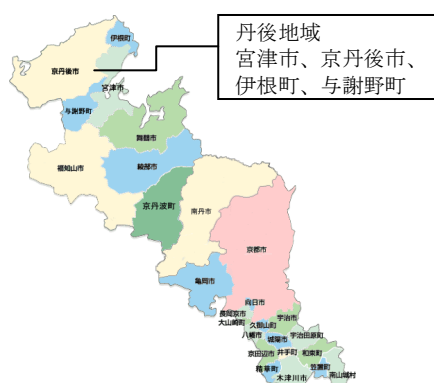 丹後地域
宮津市、京丹後市、
伊根町、与謝野町
伊根町
京丹後市
宮津市
与謝野町
舞鶴市
福知山市
綾部市
京丹波町
南丹市
京都市
亀岡市
向日市
長岡京市
大山崎町
宇治市
久御山町
八幡市
城陽市
宇治田原町
京田辺市
井手町
和束町
精華町
笠置町
南山城村
木津川市